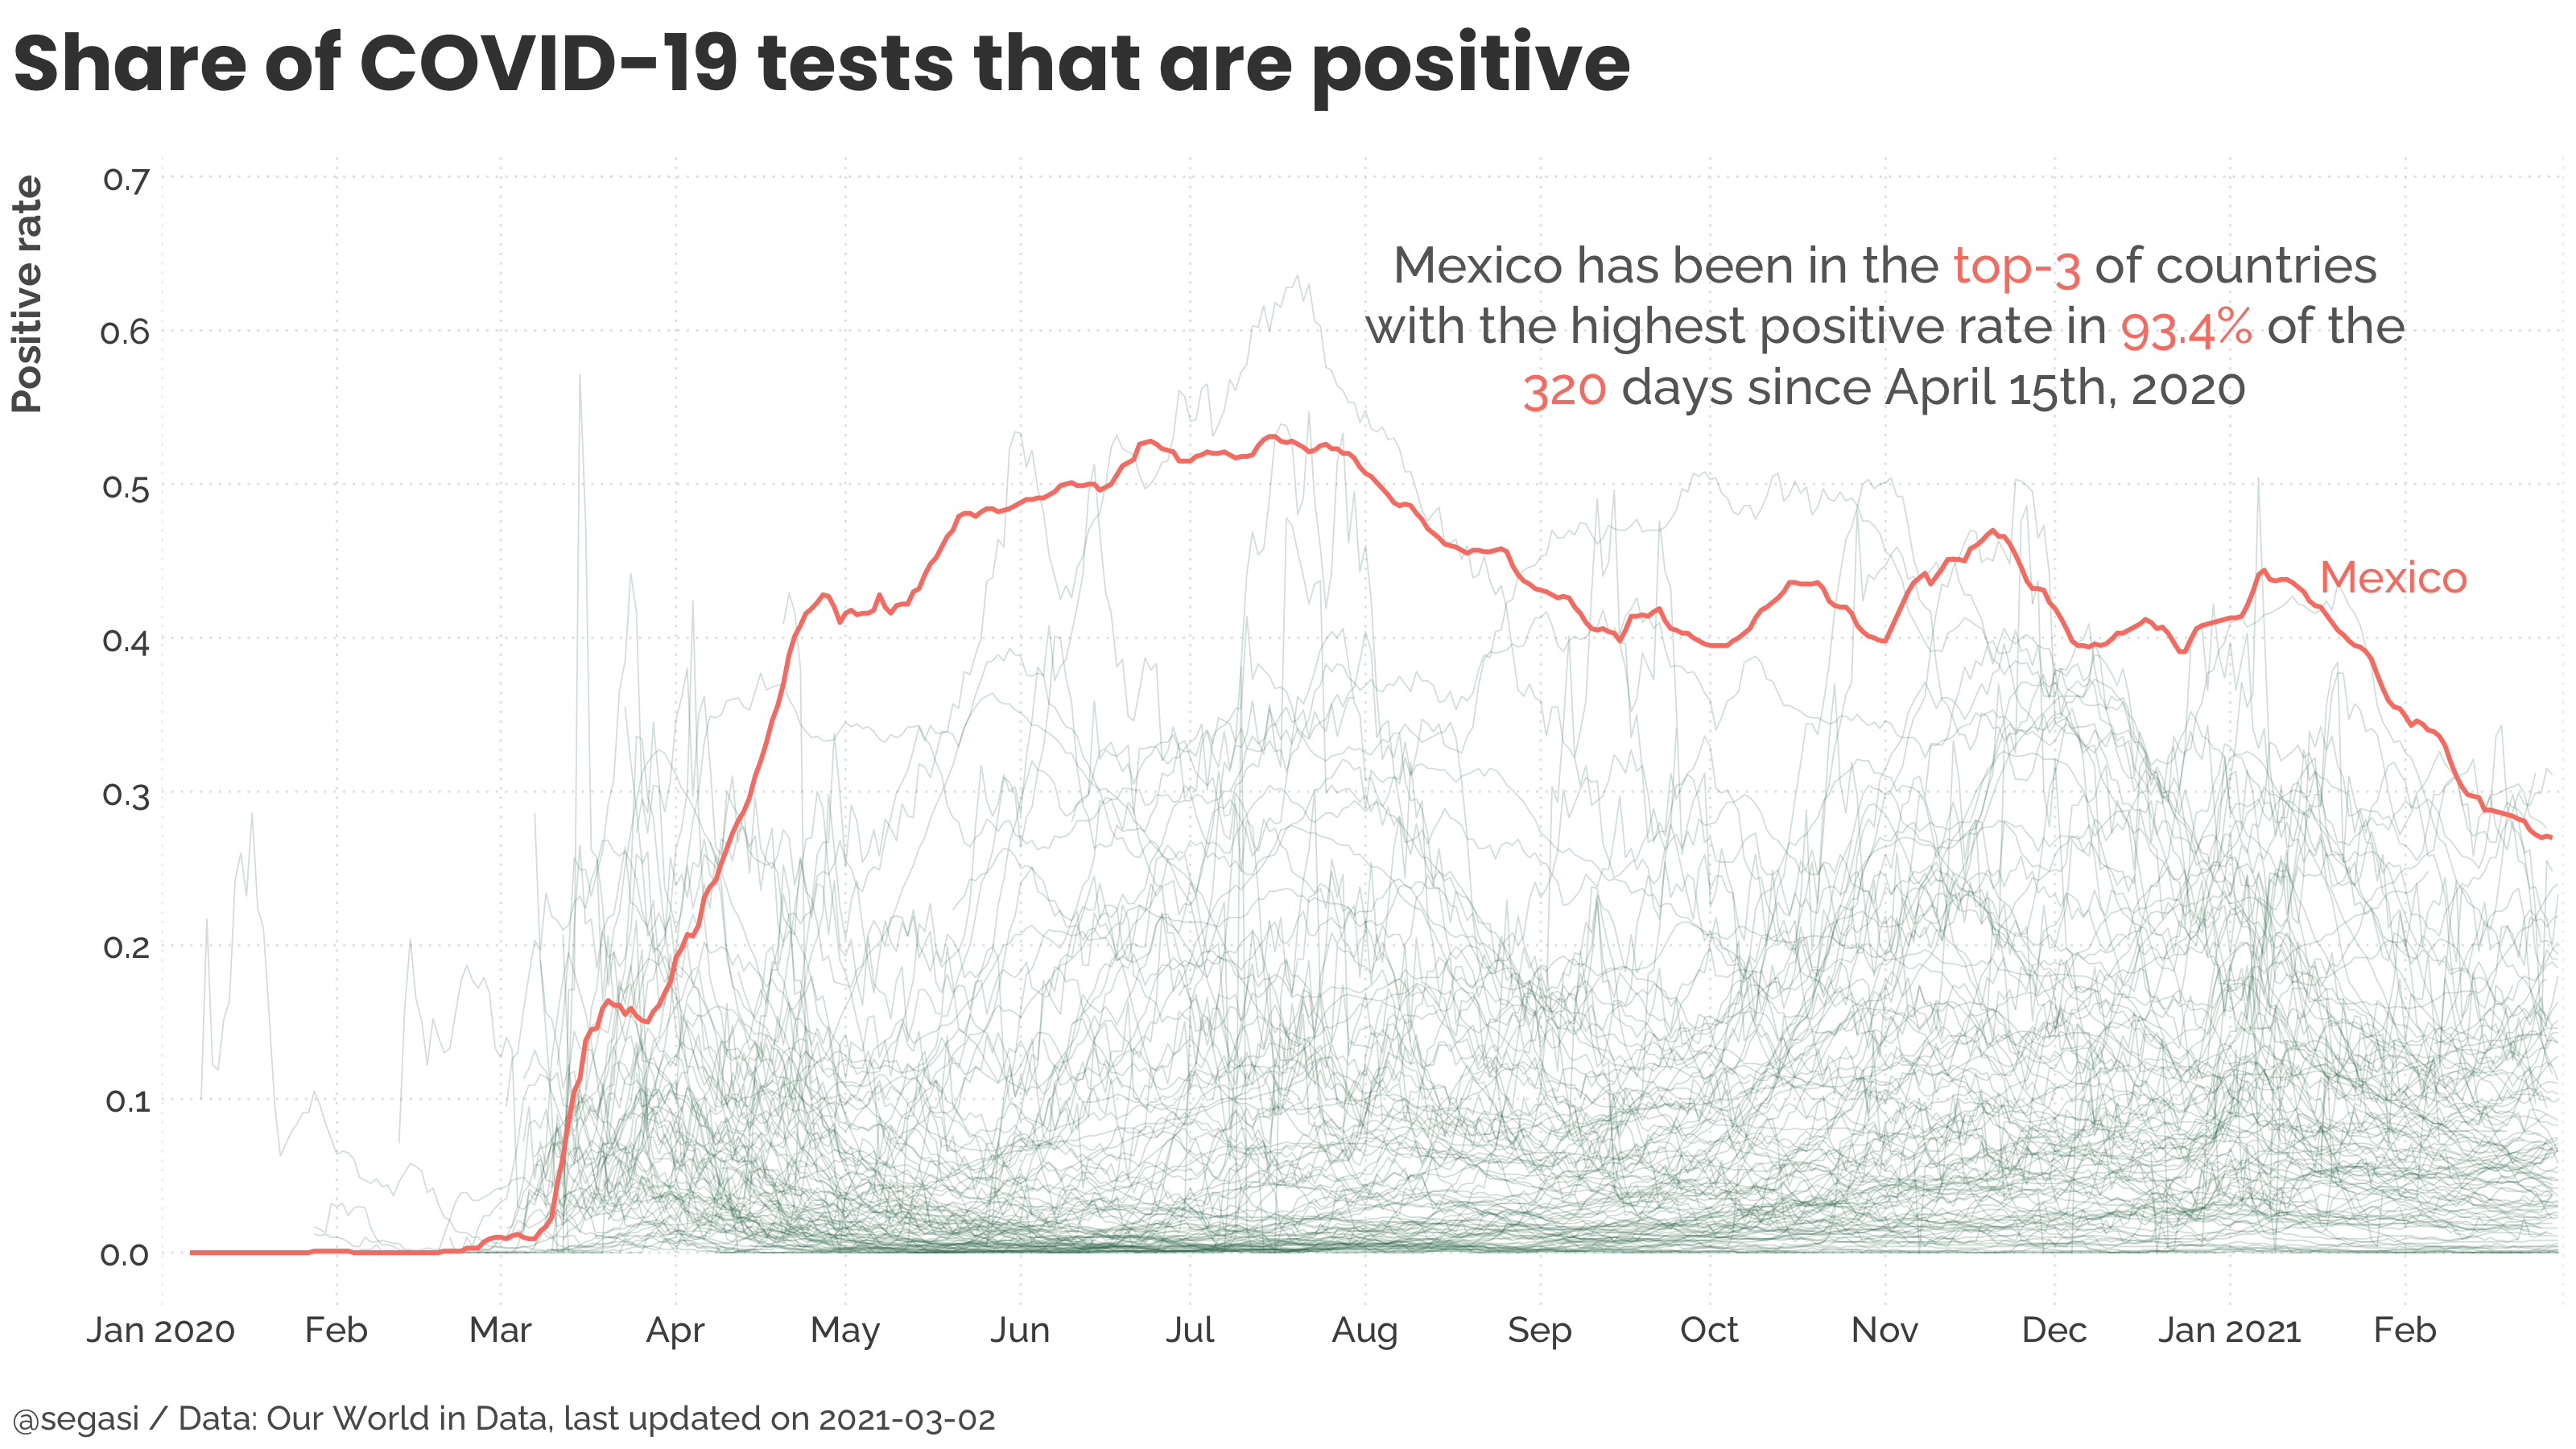 Share of COVID-19 tests that are positive
Positive rate
0.7
0.6
0.5
0.4
0.3
0.2
0.1
0.0
Mexico has been in the top-3 of countries
with the highest positive rate in 93.4% of the
320 days since April 15th, 2020
Mexico
Jan 2020 Feb Mar Apr May Jun Jul Aug Sep Oct Nov Dec Jan 2021 Feb
@segasi / Data: Our World in Data, last updated on 2021-03-02